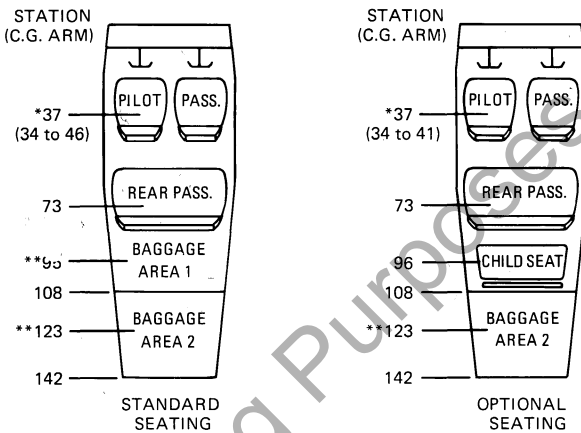 STATION
(C.G. ARM)
PILOT
PASS.
*37
(34 to 46)
REAR PASS.
73
BAGGAGE
AREA 1
**95
108
BAGGAGE
AREA 2
**123
142
STANDARD
SEATING
STATION
(C.G. ARM)
PILOT
PASS.
*37
(34 to 41)
REAR PASS.
73
CHILD SEAT
96
108
BAGGAGE
AREA 2
**123
142
OPTIONAL
SEATING
g Purposes